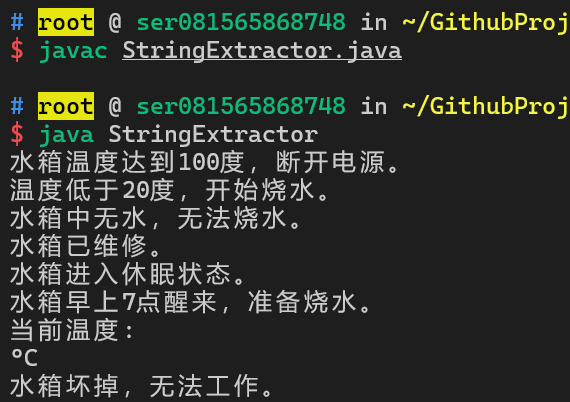 # root @ ser081565868748 in ~/GithubProj
$ javac StringExtractor.java
# root @ ser081565868748 in ~/GithubProj
$ java StringExtractor
水箱温度达到100度，断开电源。
温度低于20度，开始烧水。
水箱中无水，无法烧水。
水箱已维修。
水箱进入休眠状态。
水箱早上7点醒来，准备烧水。
当前温度：
°C
水箱坏掉，无法工作。